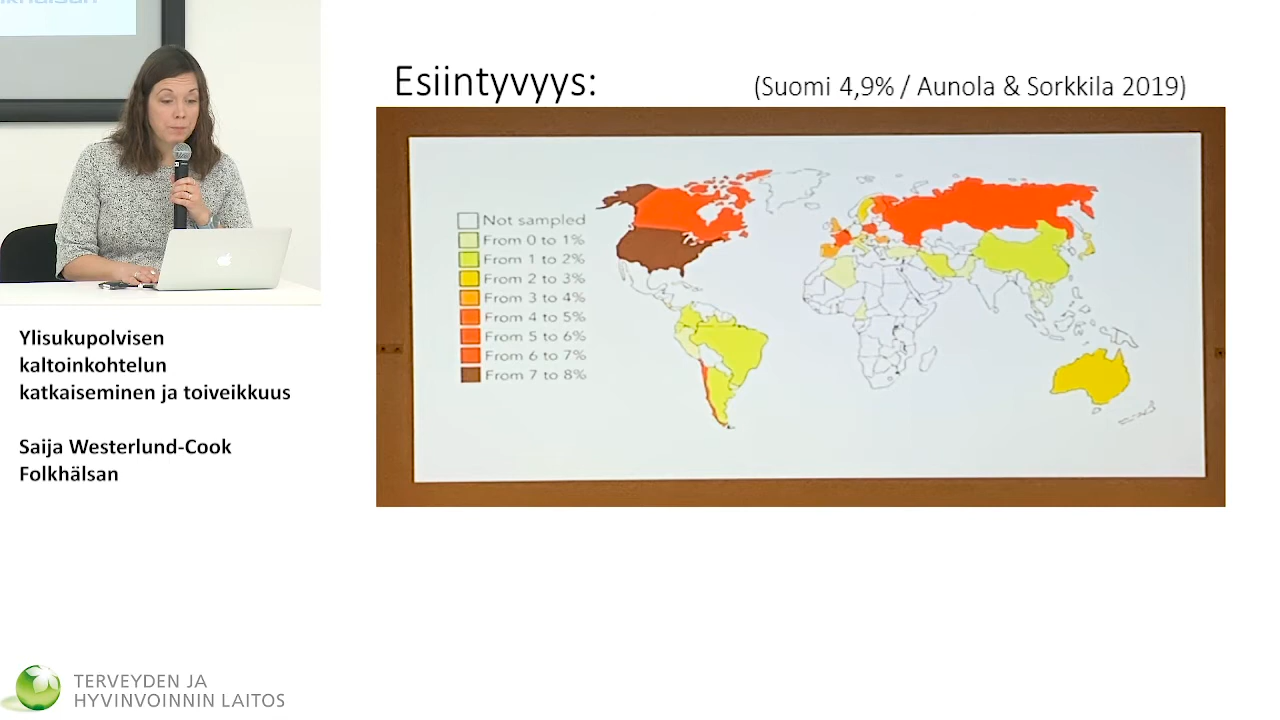 Esiintyvyys:
(Suomi 4,9% / Aunola & Sorkkila 2019)
Not sampled
From 0 to 1%
From 1 to 2%
From 2 to 3%
From 3 to 4%
From 4 to 5%
From 5 to 6%
From 6 to 7%
From 7 to 8%
Ylisukupolvisen
kaltoinkohtelun
katkaiseminen ja toiveikkuus
Saija Westerlund-Cook
Folkhälsan
TERVEYDEN JA
HYVINVOINNIN LAITOS